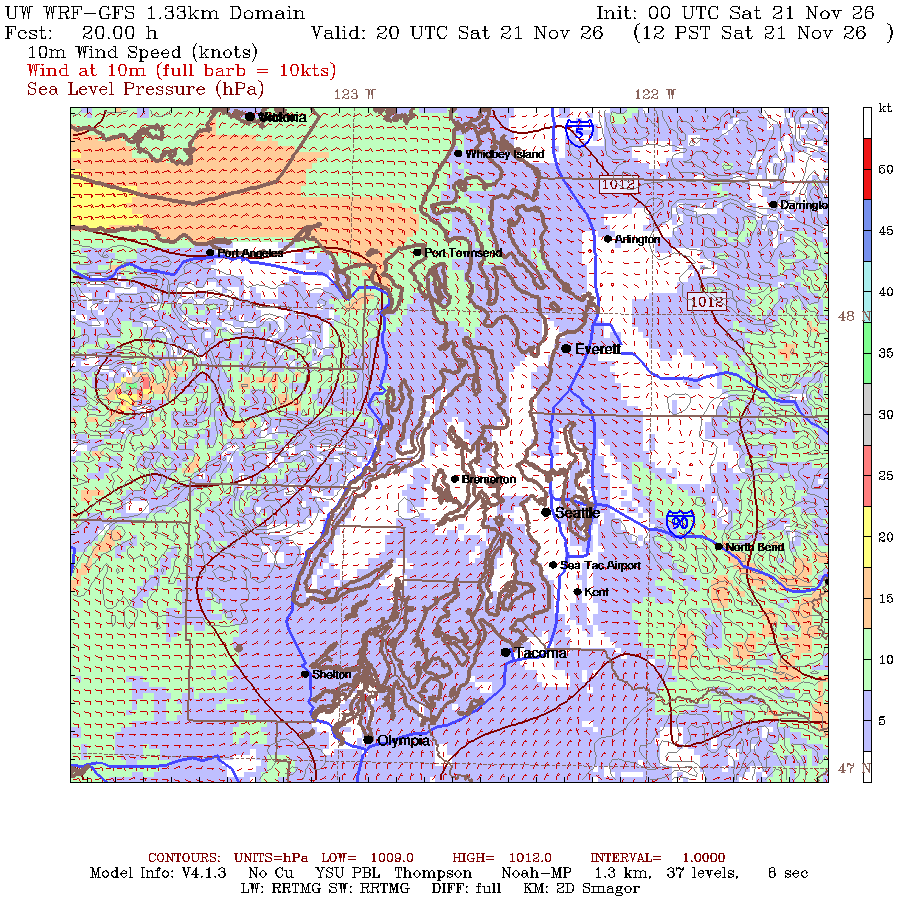 UW WRF-GFS 1.33km Domain Init: 00 UTC Sat 21 Nov 26
Fcst: 20.00 h Valid: 20 UTC Sat 21 Nov 26 (12 PST Sat 21 Nov 26 )
10m Wind Speed (knots)
Wind at 10m (full barb = 10kts)
Sea Level Pressure (hPa)
123 W 122 W
kt
Victoria
5
Whidbey Island
50
1012
Darringto
45
Arlington
Port Angeles
Port Townsend
40
1012
48 N
Everett
35
30
Bremerton
25
Seattle
90
20
North Bend
Sea Tac Airport
Kent
15
Tacoma
10
Shelton
5
Olympia
47 N
CONTOURS: UNITS=hPa LOW= 1009.0 HIGH= 1012.0 INTERVAL= 1.0000
Model Info: V4.1.3 No Cu YSU PBL Thompson Noah-MP 1.3 km, 37 levels, 8 sec
LW: RRTMG SW: RRTMG DIFF: full KM: 2D Smagor